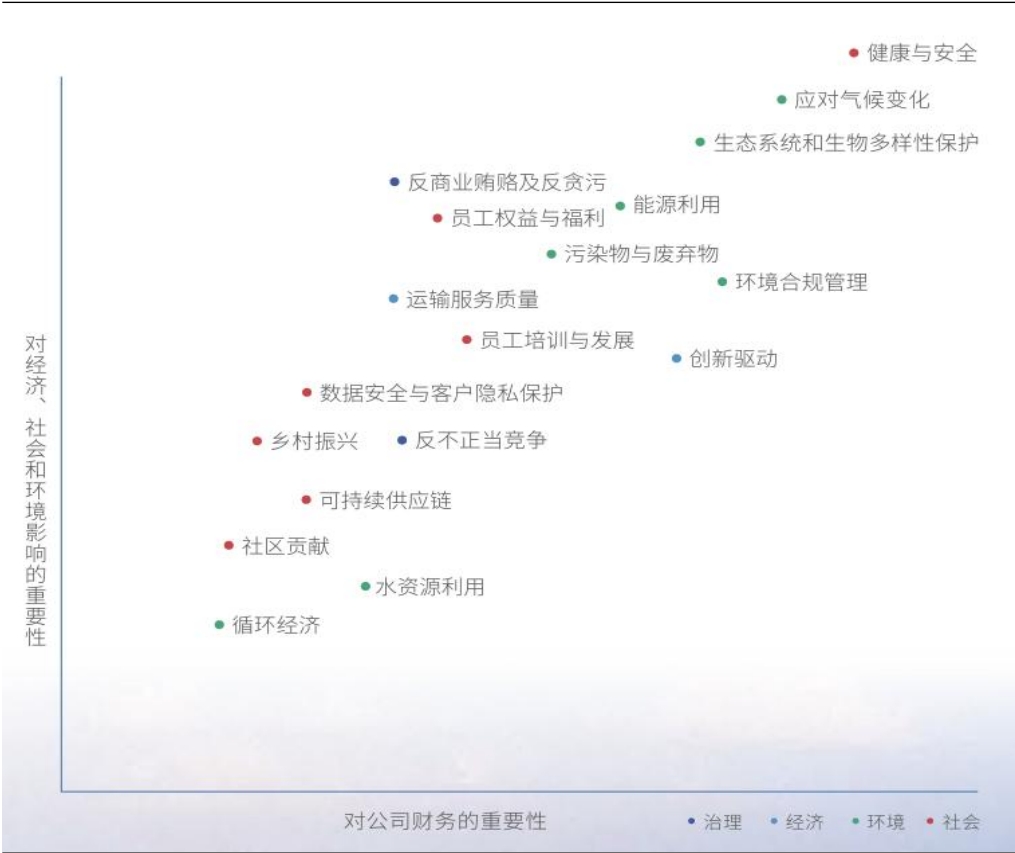 健康与安全
应对气候变化
生态系统和生物多样性保护
反商业贿赂及反贪污
能源利用
员工权益与福利
污染物与废弃物
环境合规管理
运输服务质量
员工培训与发展
创新驱动
数据安全与客户隐私保护
乡村振兴
反不正当竞争
可持续供应链
社区贡献
水资源利用
循环经济
对经济、社会和环境影响的重要性
对公司财务的重要性
治理
经济
环境
社会